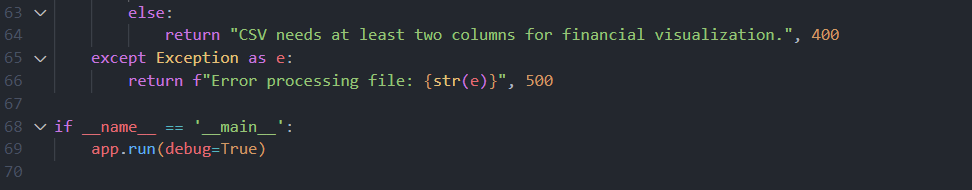 63 else:
64 return "CSV needs at least two columns for financial visualization.", 400
65 except Exception as e:
66 return f"Error processing file: {str(e)}", 500
67
68 if __name__ == '__main__':
69 app.run(debug=True)
70